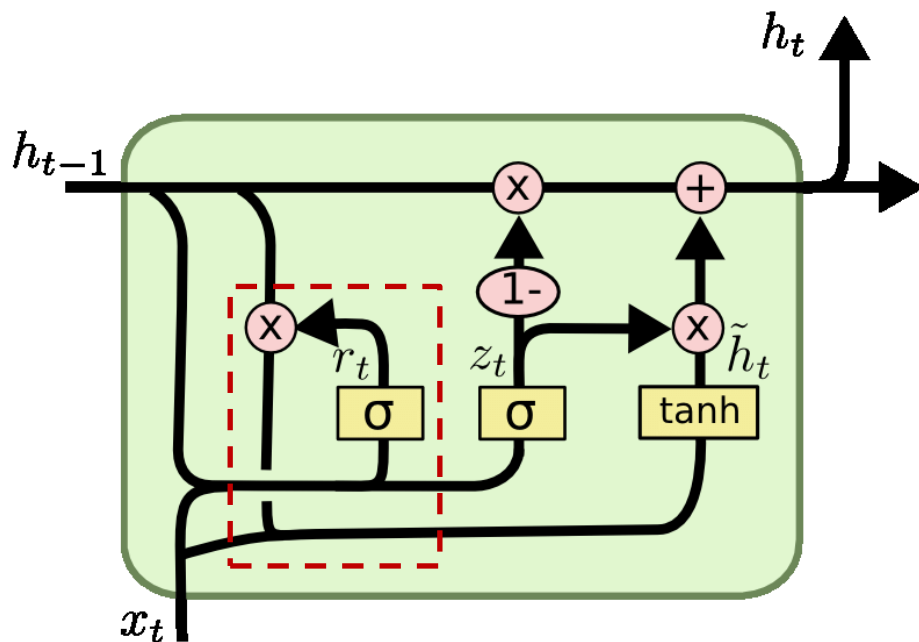 h_t
h_{t-1}
x +
1-
x x
r_t z_t h̃_t
σ σ tanh
x_t